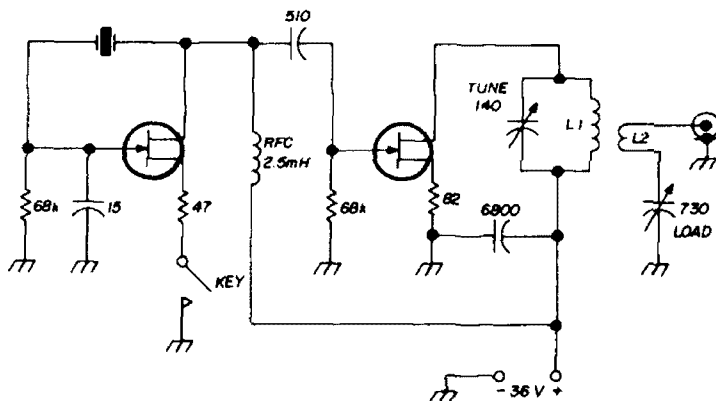 510
TUNE
140
L1
L2
RFC
2.5mH
68k
15
47
68k
82
6800
730
LOAD
KEY
- 36 V +